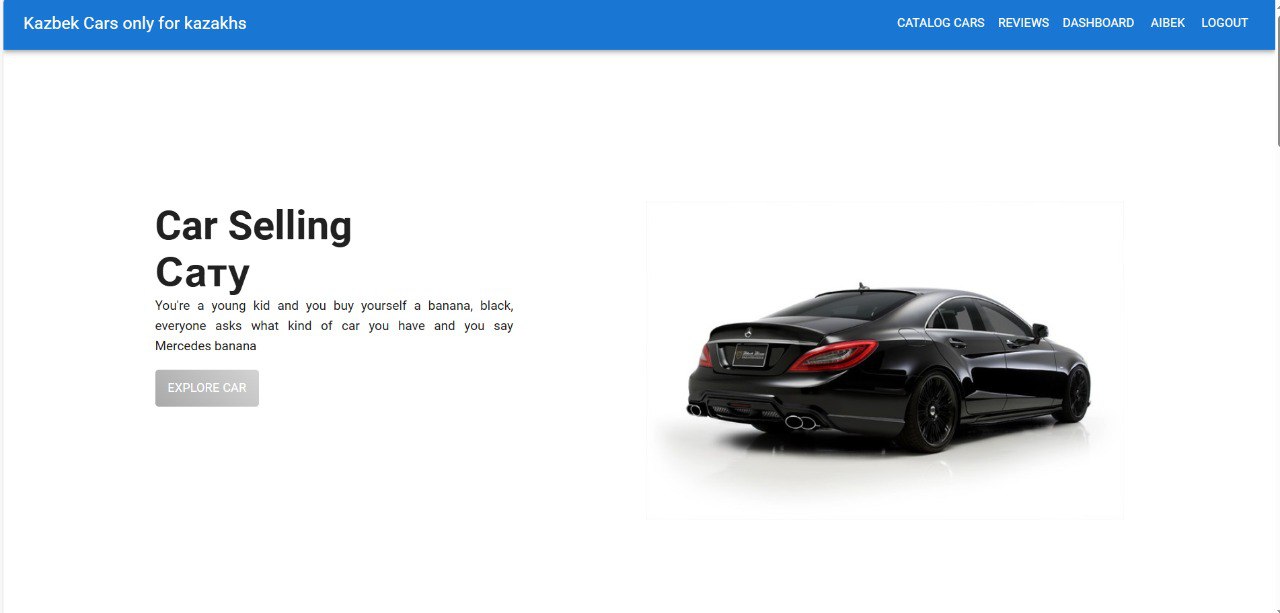 Kazbek Cars only for kazakhs
CATALOG CARS REVIEWS DASHBOARD AIBEK LOGOUT
Car Selling
Сату
You're a young kid and you buy yourself a banana, black,
everyone asks what kind of car you have and you say
Mercedes banana
EXPLORE CAR